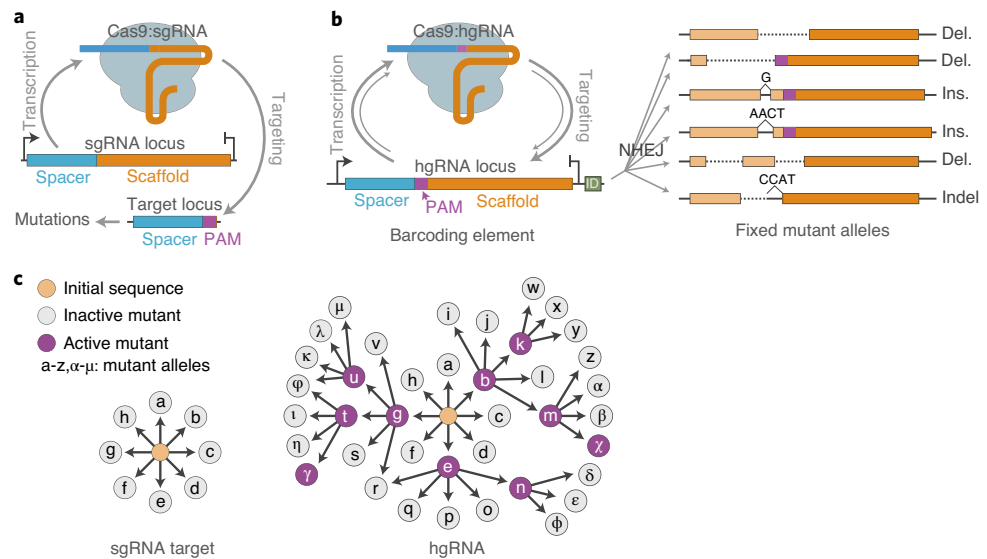 a
Cas9:sgRNA
Transcription
Targeting
sgRNA locus
Spacer
Scaffold
Target locus
Mutations
Spacer PAM
b
Cas9:hgRNA
Transcription
Targeting
hgRNA locus
ID
Spacer
PAM
Scaffold
Barcoding element
NHEJ
Del.
Del.
G
Ins.
AACT
Ins.
Del.
CCAT
Indel
Fixed mutant alleles
c
Initial sequence
Inactive mutant
Active mutant
a-z,α-μ: mutant alleles
a
b
c
d
e
f
g
h
sgRNA target
μ
λ
κ
φ
ι
η
γ
u
t
v
g
s
r
h
a
c
d
f
e
q
p
o
n
δ
ε
ϕ
i
j
b
l
k
w
x
y
m
z
α
β
χ
hgRNA